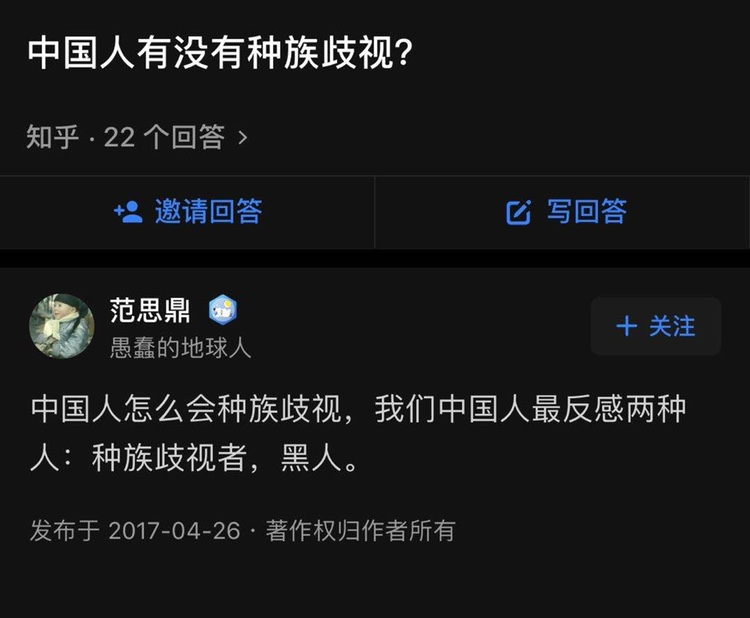 中国人有没有种族歧视?
知乎 · 22 个回答 >
邀请回答
写回答
范思鼎
愚蠢的地球人
+ 关注
中国人怎么会种族歧视，我们中国人最反感两种
人：种族歧视者，黑人。
发布于 2017-04-26 · 著作权归作者所有